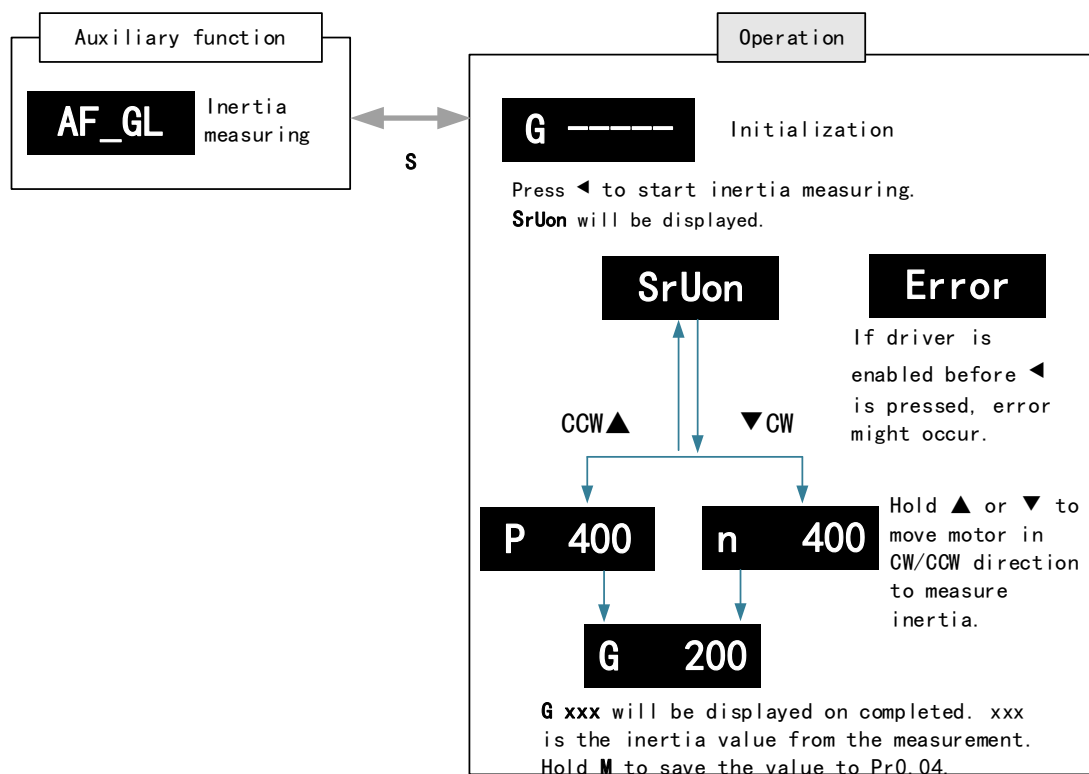 Auxiliary function
AF_GL
Inertia
measuring
S
Operation
G -----
Initialization
Press ◀ to start inertia measuring.
SrUon will be displayed.
SrUon
Error
If driver is
enabled before ◀
is pressed, error
might occur.
CCW▲
▼CW
P 400
n 400
Hold ▲ or ▼ to
move motor in
CW/CCW direction
to measure
inertia.
G 200
G xxx will be displayed on completed. xxx
is the inertia value from the measurement.
Hold M to save the value to Pr0.04.